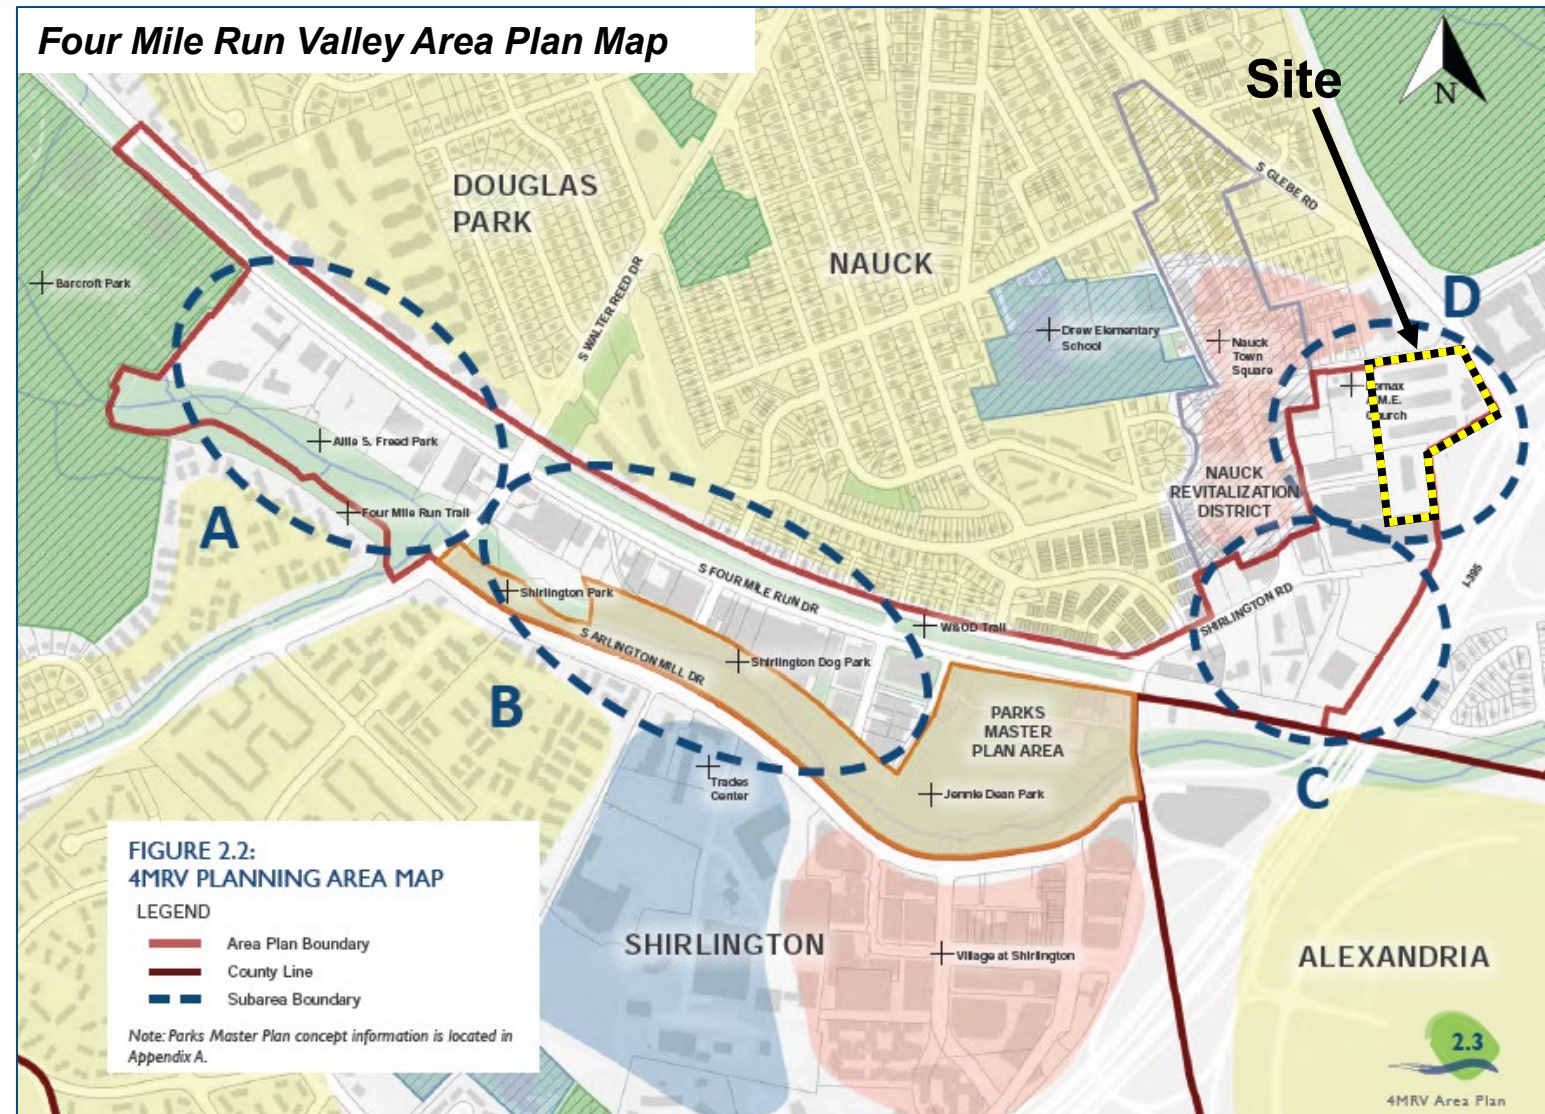 Four Mile Run Valley Area Plan Map
Site
N
S GLEBE RD
DOUGLAS
PARK
NAUCK
S WALTER REED DR
Barcroft Park
D
Drew Elementary
School
Nauck
Town
Square
A.M.E.
Church
Allie S. Freed Park
NAUCK
REVITALIZATION
DISTRICT
A
Four Mile Run Trail
S FOUR MILE RUN DR
I-395
Shirlington Park
SHIRLINGTON RD
W&OD Trail
S ARLINGTON MILL DR
Shirlington Dog Park
B
PARKS
MASTER
PLAN AREA
Trades
Center
Jennie Dean Park
C
FIGURE 2.2:
4MRV PLANNING AREA MAP
LEGEND
Area Plan Boundary
County Line
Subarea Boundary
Note: Parks Master Plan concept information is located in
Appendix A.
SHIRLINGTON
Village at Shirlington
ALEXANDRIA
2.3
4MRV Area Plan